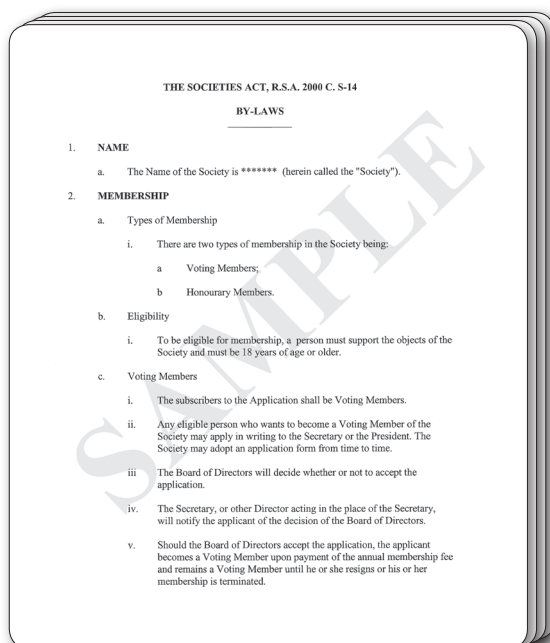 THE SOCIETIES ACT, R.S.A. 2000 C. S-14
BY-LAWS
1. NAME
a. The Name of the Society is ******* (herein called the "Society").
2. MEMBERSHIP
a. Types of Membership
i. There are two types of membership in the Society being:
a Voting Members;
b Honourary Members.
b. Eligibility
i. To be eligible for membership, a person must support the objects of the
Society and must be 18 years of age or older.
c. Voting Members
i. The subscribers to the Application shall be Voting Members.
ii. Any eligible person who wants to become a Voting Member of the
Society may apply in writing to the Secretary or the President. The
Society may adopt an application form from time to time.
iii The Board of Directors will decide whether or not to accept the
application.
iv. The Secretary, or other Director acting in the place of the Secretary,
will notify the applicant of the decision of the Board of Directors.
v. Should the Board of Directors accept the application, the applicant
becomes a Voting Member upon payment of the annual membership fee
and remains a Voting Member until he or she resigns or his or her
membership is terminated.
SAMPLE